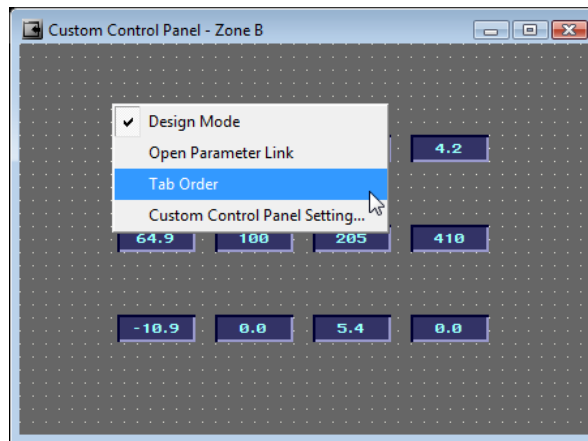 Custom Control Panel - Zone B
Design Mode
Open Parameter Link
4.2
Tab Order
Custom Control Panel Setting...
64.9 100 205 410
-10.9 0.0 5.4 0.0